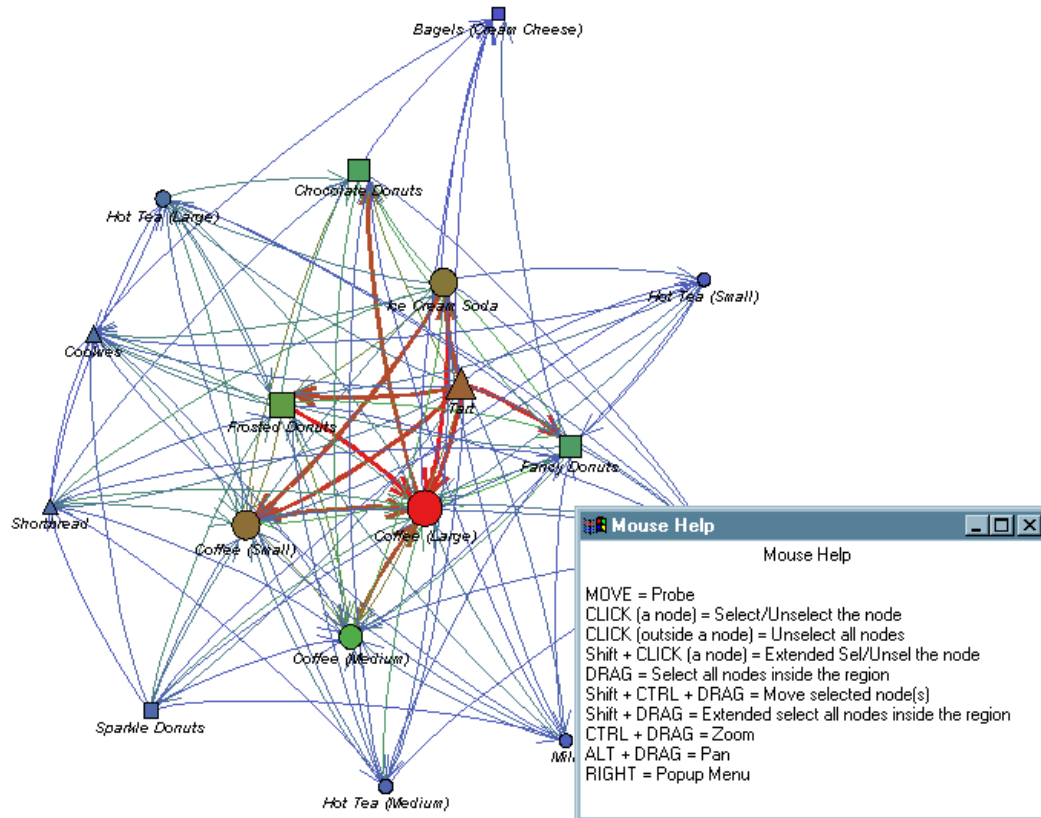 Bagels (Cream Cheese)
Chocolate Donuts
Hot Tea (Large)
Hot Tea (Small)
Ice Cream Soda
Cookies
Tart
Frosted Donuts
Fancy Donuts
Shortbread
Coffee (Large)
Coffee (Small)
Coffee (Medium)
Sparkle Donuts
Hot Tea (Medium)
Mouse Help
Mouse Help
MOVE = Probe
CLICK (a node) = Select/Unselect the node
CLICK (outside a node) = Unselect all nodes
Shift + CLICK (a node) = Extended Sel/Unsel the node
DRAG = Select all nodes inside the region
Shift + CTRL + DRAG = Move selected node(s)
Shift + DRAG = Extended select all nodes inside the region
CTRL + DRAG = Zoom
ALT + DRAG = Pan
RIGHT = Popup Menu